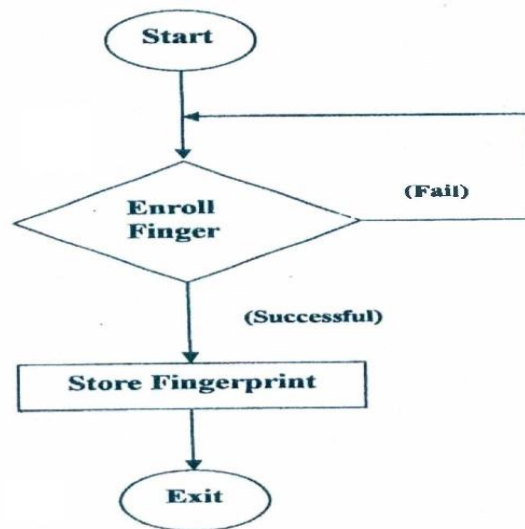 Start
Enroll
Finger
(Fail)
(Successful)
Store Fingerprint
Exit